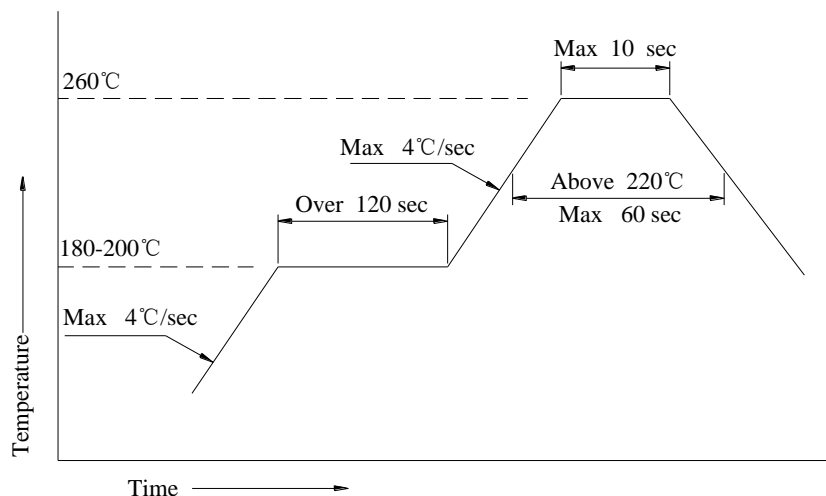 Max 10 sec
260℃
Max 4℃/sec
Above 220℃
Over 120 sec
Max 60 sec
180-200℃
Max 4℃/sec
Temperature
Time